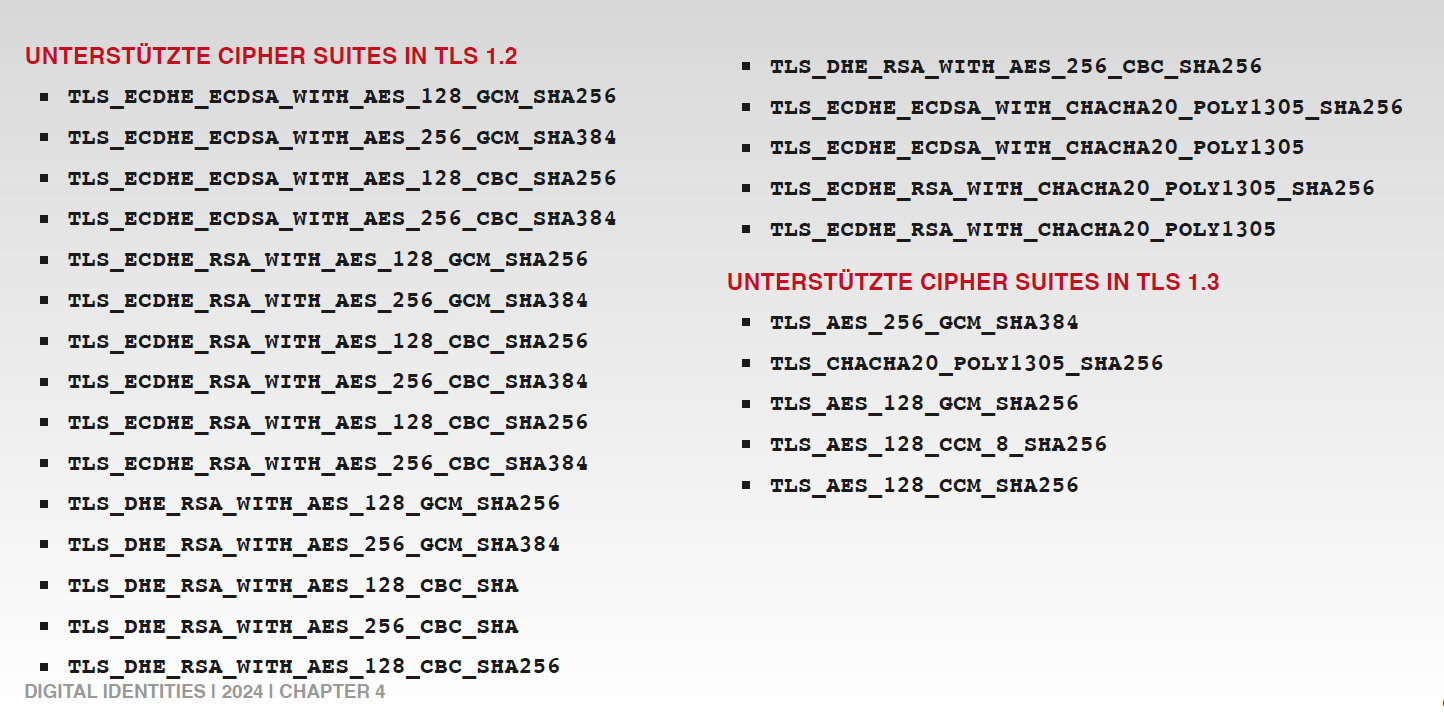 UNTERSTÜTZTE CIPHER SUITES IN TLS 1.2
▪ TLS_ECDHE_ECDSA_WITH_AES_128_GCM_SHA256
▪ TLS_ECDHE_ECDSA_WITH_AES_256_GCM_SHA384
▪ TLS_ECDHE_ECDSA_WITH_AES_128_CBC_SHA256
▪ TLS_ECDHE_ECDSA_WITH_AES_256_CBC_SHA384
▪ TLS_ECDHE_RSA_WITH_AES_128_GCM_SHA256
▪ TLS_ECDHE_RSA_WITH_AES_256_GCM_SHA384
▪ TLS_ECDHE_RSA_WITH_AES_128_CBC_SHA256
▪ TLS_ECDHE_RSA_WITH_AES_256_CBC_SHA384
▪ TLS_ECDHE_RSA_WITH_AES_128_CBC_SHA256
▪ TLS_ECDHE_RSA_WITH_AES_256_CBC_SHA384
▪ TLS_DHE_RSA_WITH_AES_128_GCM_SHA256
▪ TLS_DHE_RSA_WITH_AES_256_GCM_SHA384
▪ TLS_DHE_RSA_WITH_AES_128_CBC_SHA
▪ TLS_DHE_RSA_WITH_AES_256_CBC_SHA
▪ TLS_DHE_RSA_WITH_AES_128_CBC_SHA256
▪ TLS_DHE_RSA_WITH_AES_256_CBC_SHA256
▪ TLS_ECDHE_ECDSA_WITH_CHACHA20_POLY1305_SHA256
▪ TLS_ECDHE_ECDSA_WITH_CHACHA20_POLY1305
▪ TLS_ECDHE_RSA_WITH_CHACHA20_POLY1305_SHA256
▪ TLS_ECDHE_RSA_WITH_CHACHA20_POLY1305
UNTERSTÜTZTE CIPHER SUITES IN TLS 1.3
▪ TLS_AES_256_GCM_SHA384
▪ TLS_CHACHA20_POLY1305_SHA256
▪ TLS_AES_128_GCM_SHA256
▪ TLS_AES_128_CCM_8_SHA256
▪ TLS_AES_128_CCM_SHA256
DIGITAL IDENTITIES | 2024 | CHAPTER 4